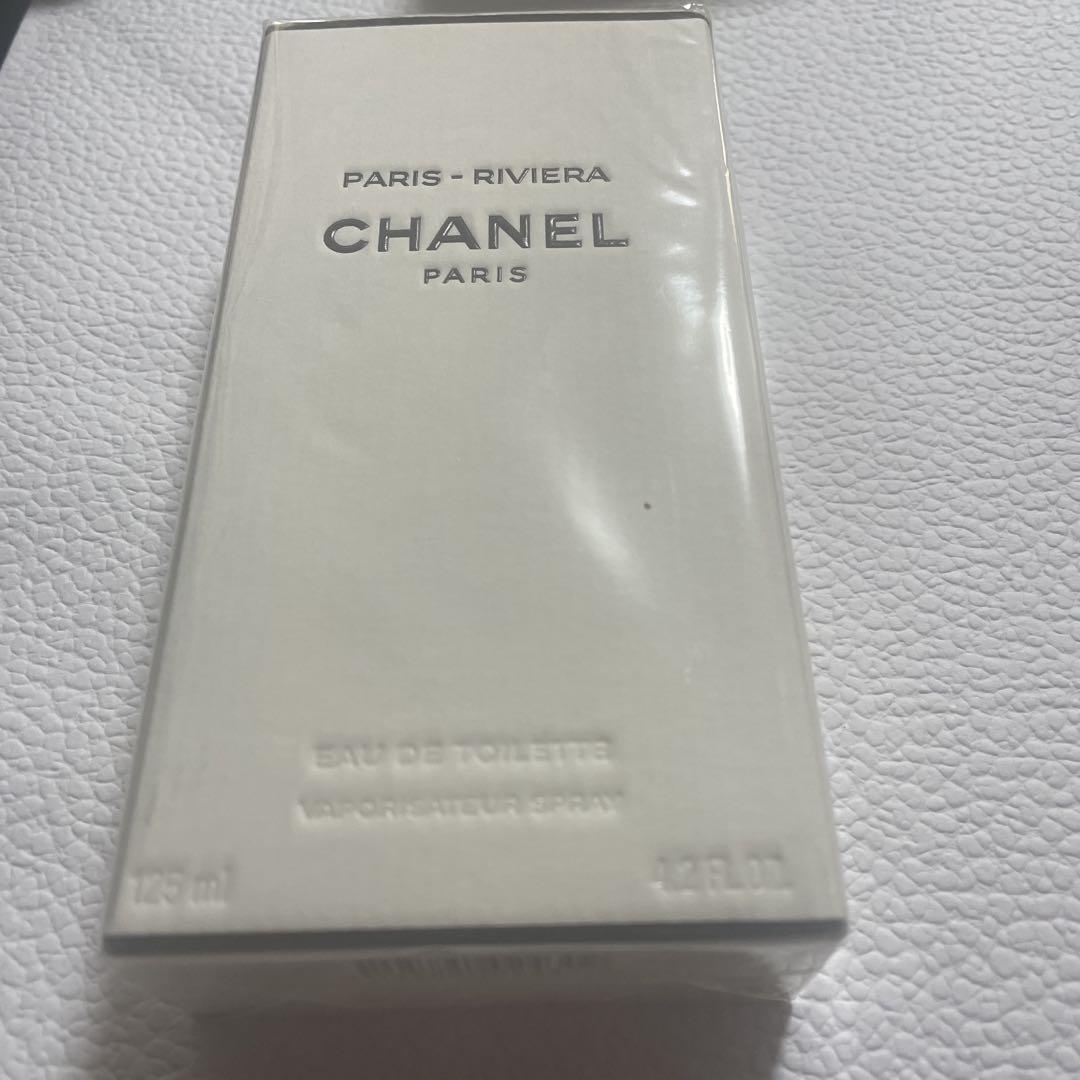 PARIS - RIVIERA
CHANEL
PARIS
EAU DE TOILETTE
VAPORISATEUR SPRAY
125 ml
4.2 FL. OZ.